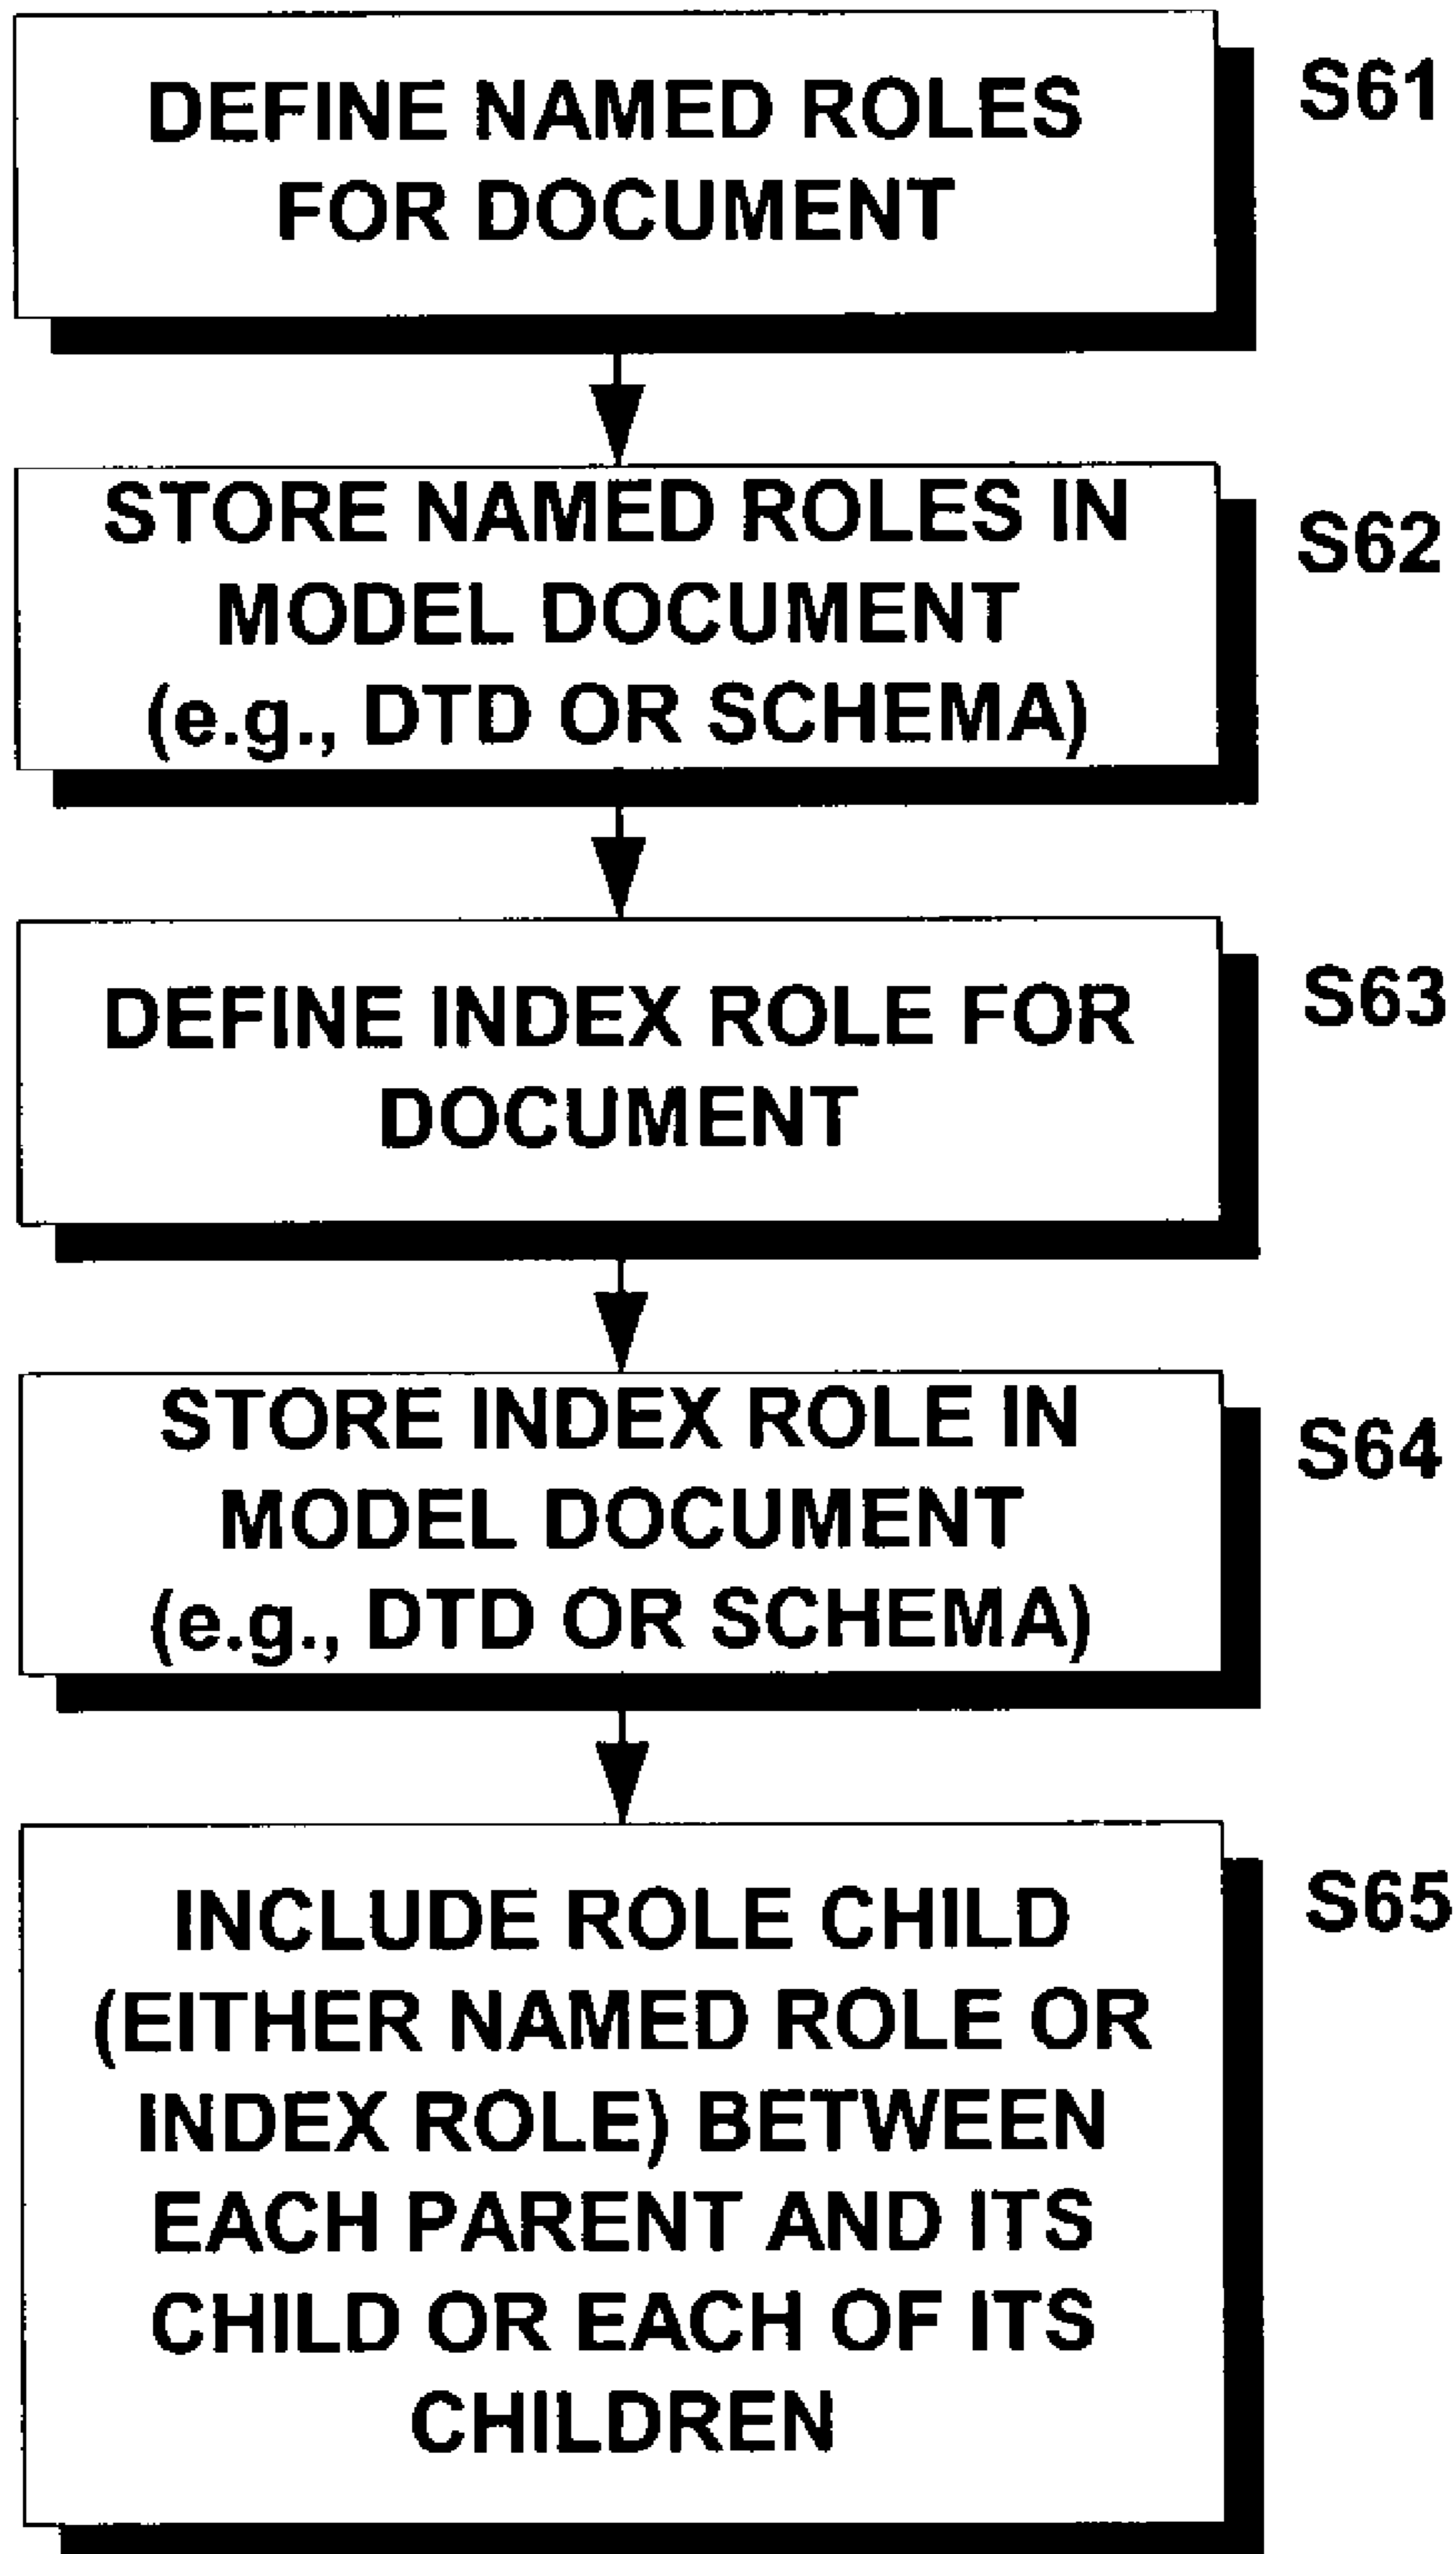 DEFINE NAMED ROLES
FOR DOCUMENT
S61
STORE NAMED ROLES IN
MODEL DOCUMENT
(e.g., DTD OR SCHEMA)
S62
DEFINE INDEX ROLE FOR
DOCUMENT
S63
STORE INDEX ROLE IN
MODEL DOCUMENT
(e.g., DTD OR SCHEMA)
S64
INCLUDE ROLE CHILD
(EITHER NAMED ROLE OR
INDEX ROLE) BETWEEN
EACH PARENT AND ITS
CHILD OR EACH OF ITS
CHILDREN
S65